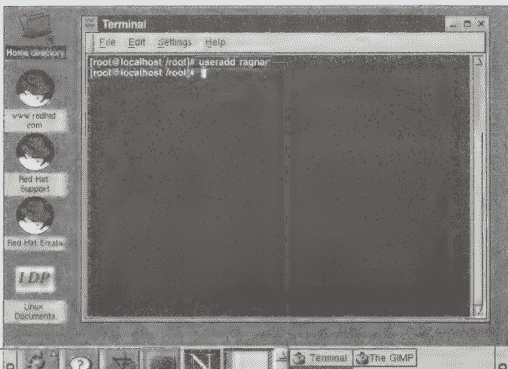 Terminal
File Edit Settings Help
[root@localhost /root]# useradd ragnar
[root@localhost /root]#
Home directory
www.redhat
com
Red Hat
Support
Red Hat Errata
LDP
Linux
Documents
N
Terminal
The GIMP